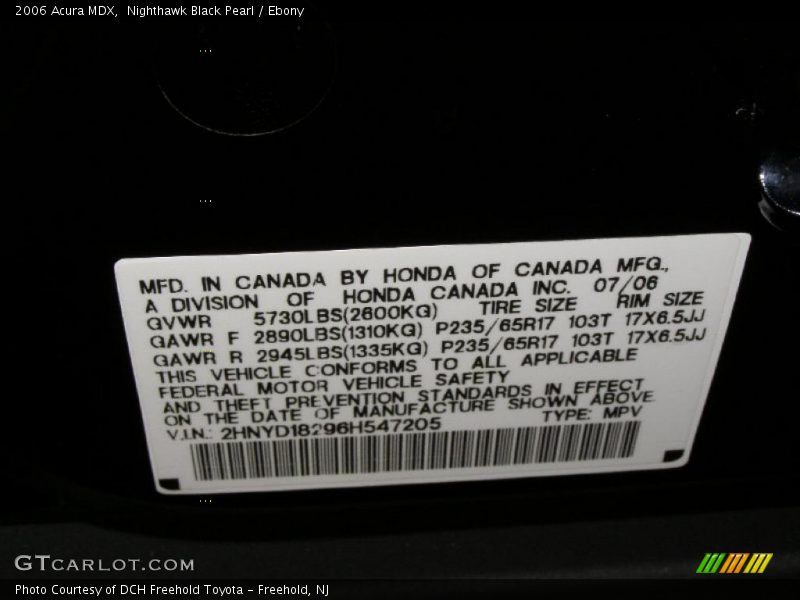 2006 Acura MDX,  Nighthawk Black Pearl / Ebony
MFD. IN CANADA BY HONDA OF CANADA MFG.,
A DIVISION OF HONDA CANADA INC. 07/06
GVWR 5730LBS(2600KG) TIRE SIZE RIM SIZE
GAWR F 2890LBS(1310KG) P235/65R17 103T 17X6.5JJ
GAWR R 2945LBS(1335KG) P235/65R17 103T 17X6.5JJ
THIS VEHICLE CONFORMS TO ALL APPLICABLE
FEDERAL MOTOR VEHICLE SAFETY
AND THEFT PREVENTION STANDARDS IN EFFECT
ON THE DATE OF MANUFACTURE SHOWN ABOVE.
V.I.N.: 2HNYD18296H547205 TYPE: MPV
GTCARLOT.COM
Photo Courtesy of DCH Freehold Toyota - Freehold, NJ